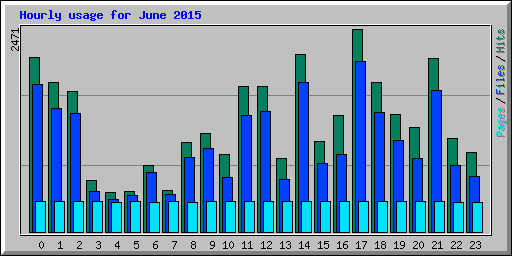 Hourly usage for June 2015
2471
Pages/Files/Hits
0 1 2 3 4 5 6 7 8 9 10 11 12 13 14 15 16 17 18 19 20 21 22 23